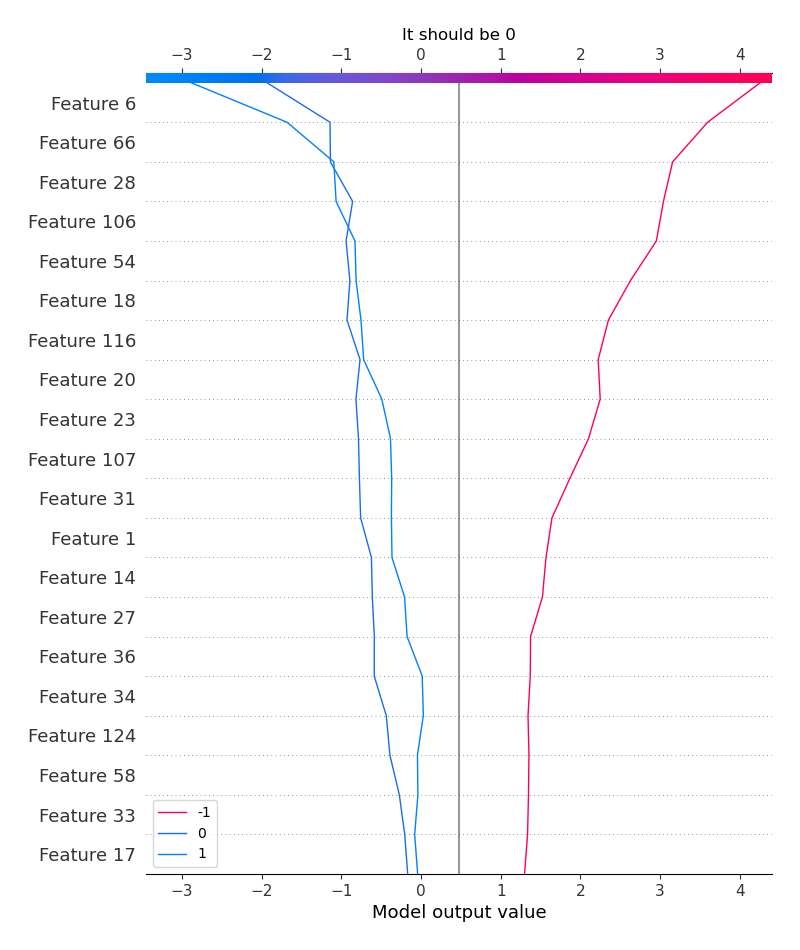 It should be 0
−3 −2 −1 0 1 2 3 4
Feature 6
Feature 66
Feature 28
Feature 106
Feature 54
Feature 18
Feature 116
Feature 20
Feature 23
Feature 107
Feature 31
Feature 1
Feature 14
Feature 27
Feature 36
Feature 34
Feature 124
Feature 58
Feature 33
Feature 17
-1
0
1
−3 −2 −1 0 1 2 3 4
Model output value